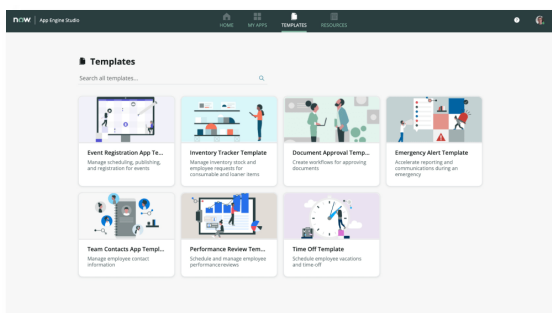 now App Engine Studio
HOME MY APPS TEMPLATES RESOURCES
Templates
Search all templates...
Event Registration App Te...
Manage scheduling, publishing,
and registration for events
Inventory Tracker Template
Manage inventory stock and
employee requests for
consumable and loaner items
Document Approval Temp...
Create workflows for approving
documents
Emergency Alert Template
Accelerate reporting and
communications during an
emergency
Team Contacts App Templ...
Manage employee contact
information
Performance Review Tem...
Schedule and manage employee
performancereviews
Time Off Template
Schedule employee vacations
and time-off